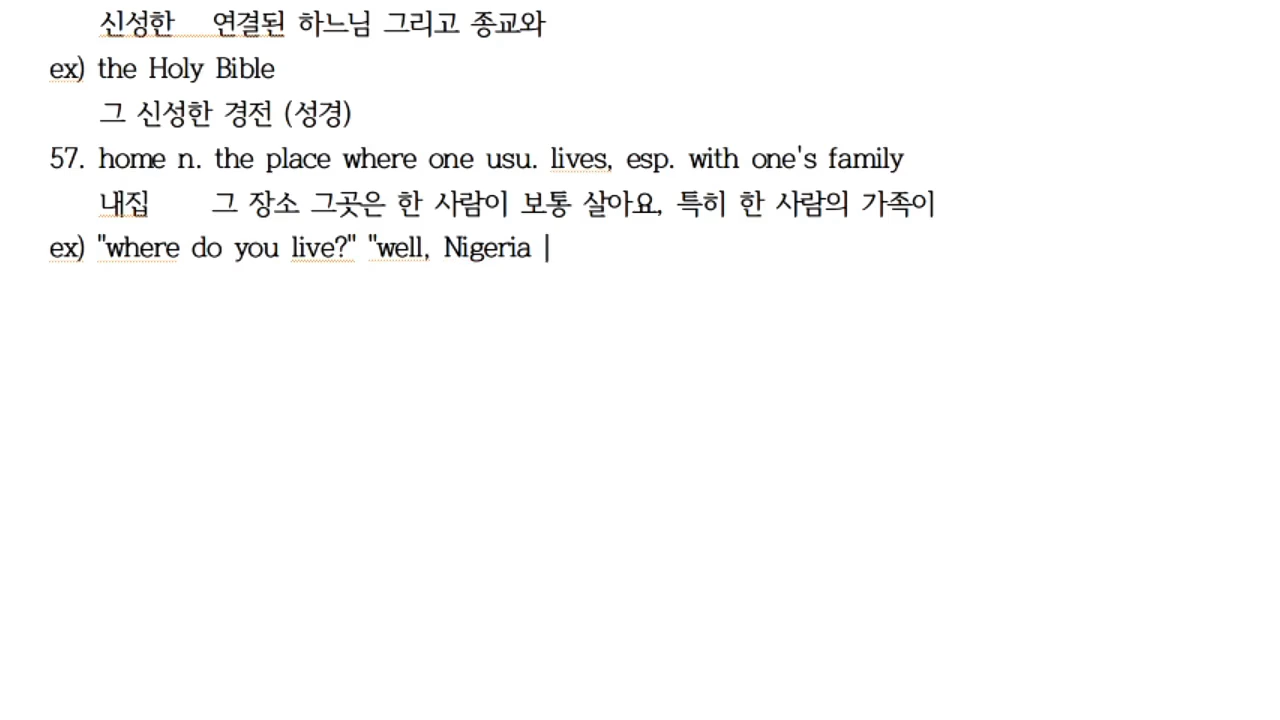 신성한 연결된 하느님 그리고 종교와
ex) the Holy Bible
그 신성한 경전 (성경)
57. home n. the place where one usu. lives, esp. with one's family
내집 그 장소 그곳은 한 사람이 보통 살아요, 특히 한 사람의 가족이
ex) "where do you live?" "well, Nigeria